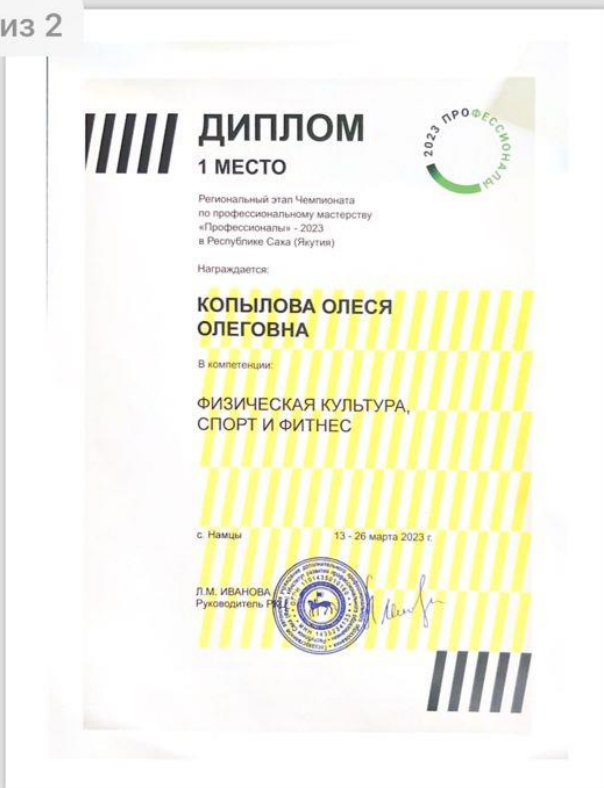 из 2
ДИПЛОМ
1 МЕСТО
2023 ПРОФЕССИОНАЛЫ
Региональный этап Чемпионата
по профессиональному мастерству
«Профессионалы» - 2023
в Республике Саха (Якутия)
Награждается:
КОПЫЛОВА ОЛЕСЯ
ОЛЕГОВНА
В компетенции:
ФИЗИЧЕСКАЯ КУЛЬТУРА,
СПОРТ И ФИТНЕС
с. Намцы 13 - 26 марта 2023 г.
Л.М. ИВАНОВА
Руководитель